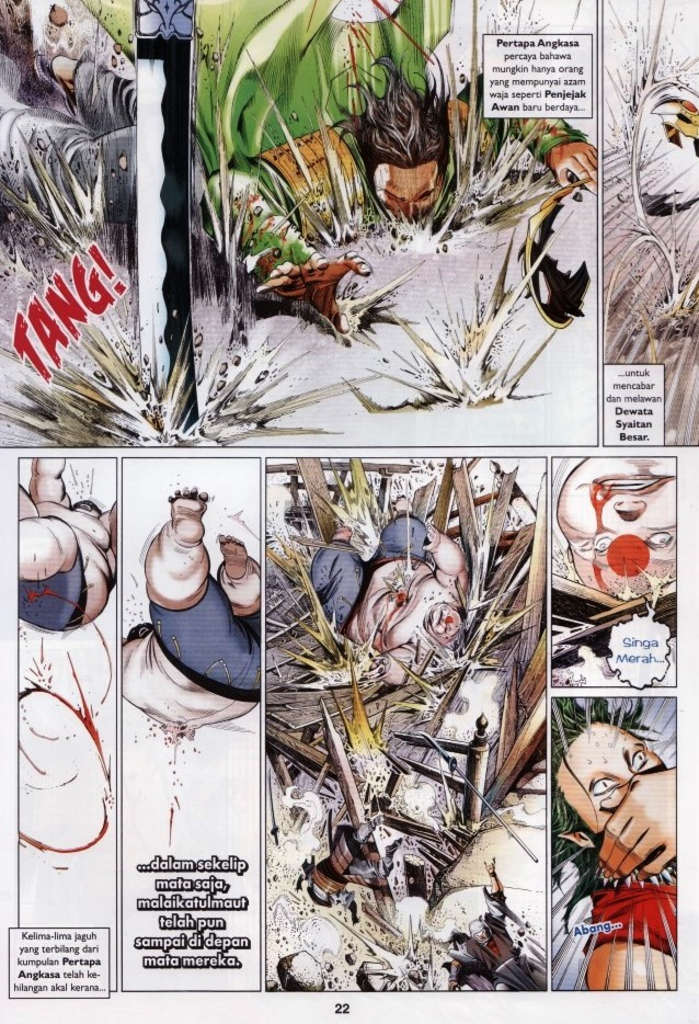 Pertapa Angkasa
percaya bahawa
mungkin hanya orang
yang mempunyai azam
waja seperti Penjejak
Awan baru berdaya...
TANG!
...untuk
mencabar
dan melawan
Dewata
Syaitan
Besar.
Kelima-lima jaguh
yang terbilang dari
kumpulan Pertapa
Angkasa telah ke-
hilangan akal kerana...
...dalam sekelip
mata saja,
malaikatulmaut
telah pun
sampai di depan
mata mereka.
Singa
Merah...
Abang...
22